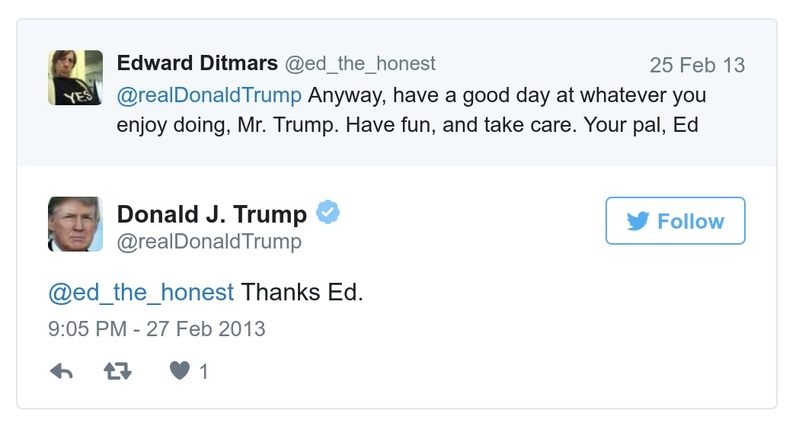 Edward Ditmars @ed_the_honest 25 Feb 13
@realDonaldTrump Anyway, have a good day at whatever you
enjoy doing, Mr. Trump. Have fun, and take care. Your pal, Ed
YES
Donald J. Trump
@realDonaldTrump
Follow
@ed_the_honest Thanks Ed.
9:05 PM - 27 Feb 2013
1